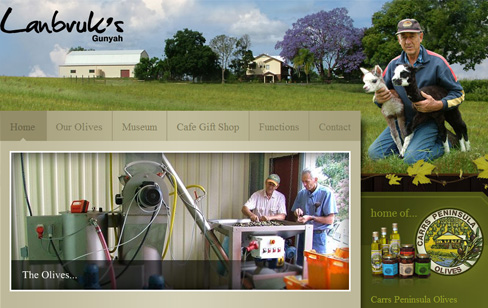 Lanbruk's
Gunyah
Home
Our Olives
Museum
Cafe Gift Shop
Functions
Contact
home of...
CARRS PENINSULA
OLIVES
The Olives...
Carrs Peninsula Olives